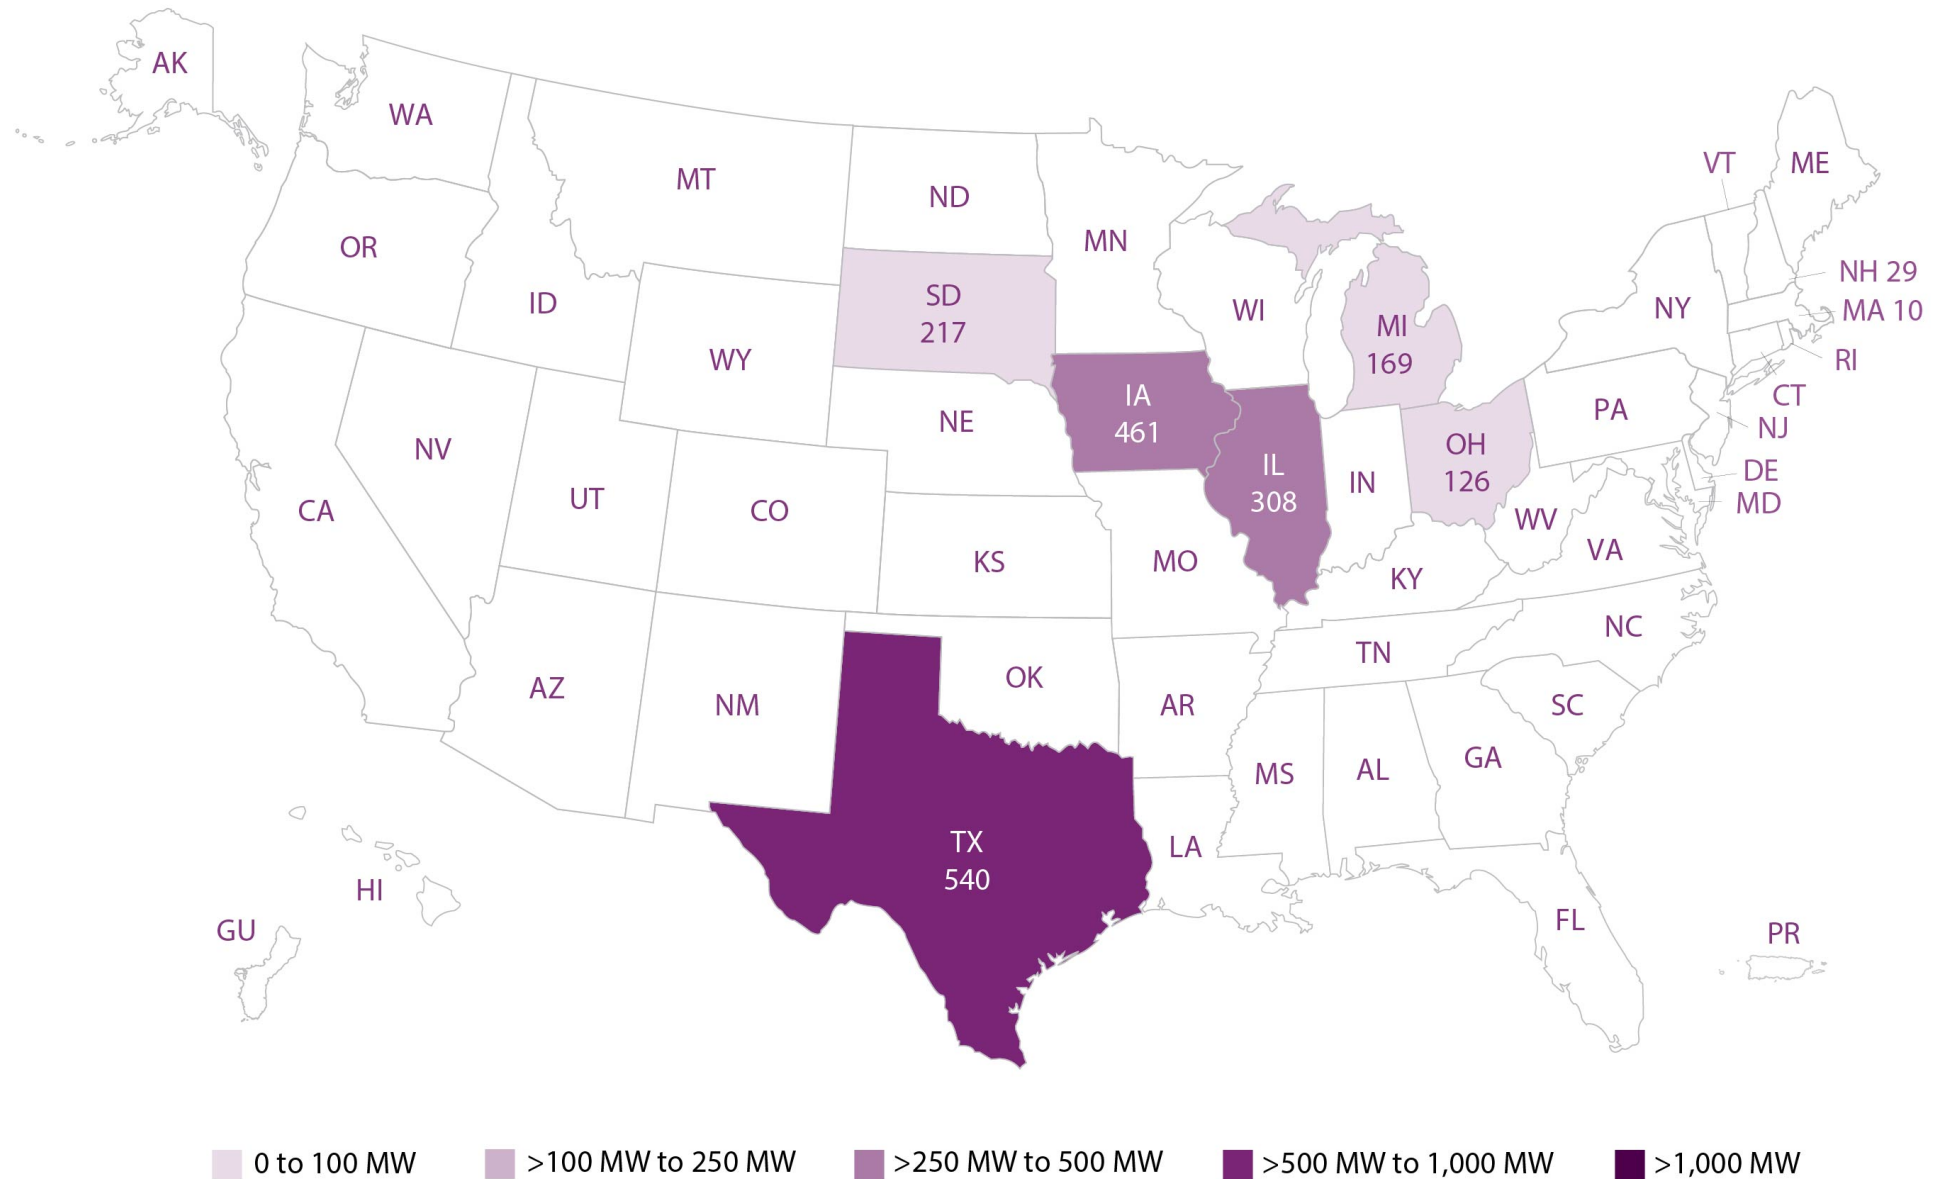 AK
WA
MT
ND
MN
VT
ME
OR
ID
SD
217
WI
MI
169
NY
NH 29
MA 10
RI
WY
NE
IA
461
PA
CT
NJ
NV
UT
CO
IL
308
IN
OH
126
DE
MD
CA
KS
MO
WV
VA
KY
NC
AZ
NM
OK
AR
TN
SC
MS
AL
GA
TX
540
LA
HI
GU
FL
PR
0 to 100 MW
>100 MW to 250 MW
>250 MW to 500 MW
>500 MW to 1,000 MW
>1,000 MW